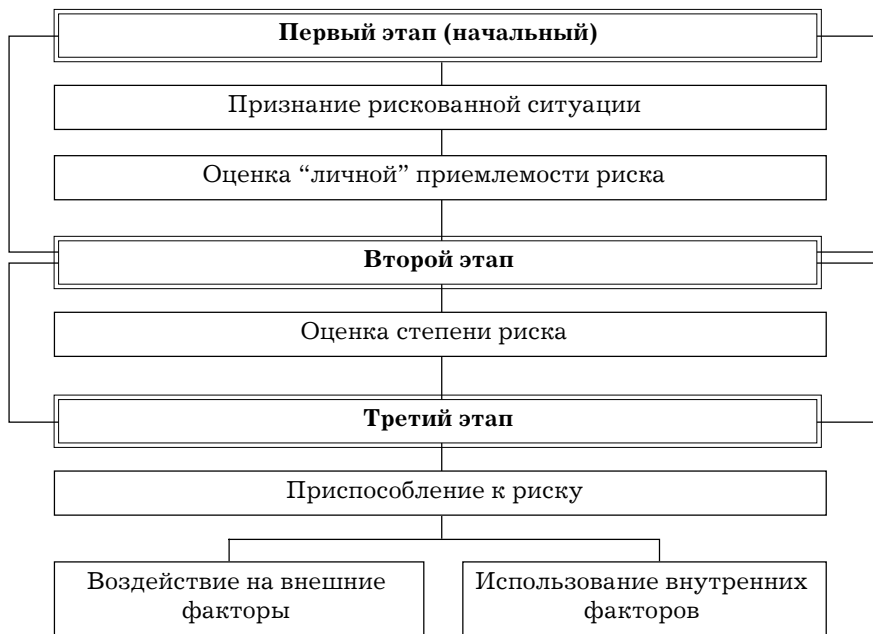 Первый этап (начальный)
Признание рискованной ситуации
Оценка “личной” приемлемости риска
Второй этап
Оценка степени риска
Третий этап
Приспособление к риску
Воздействие на внешние
факторы
Использование внутренних
факторов